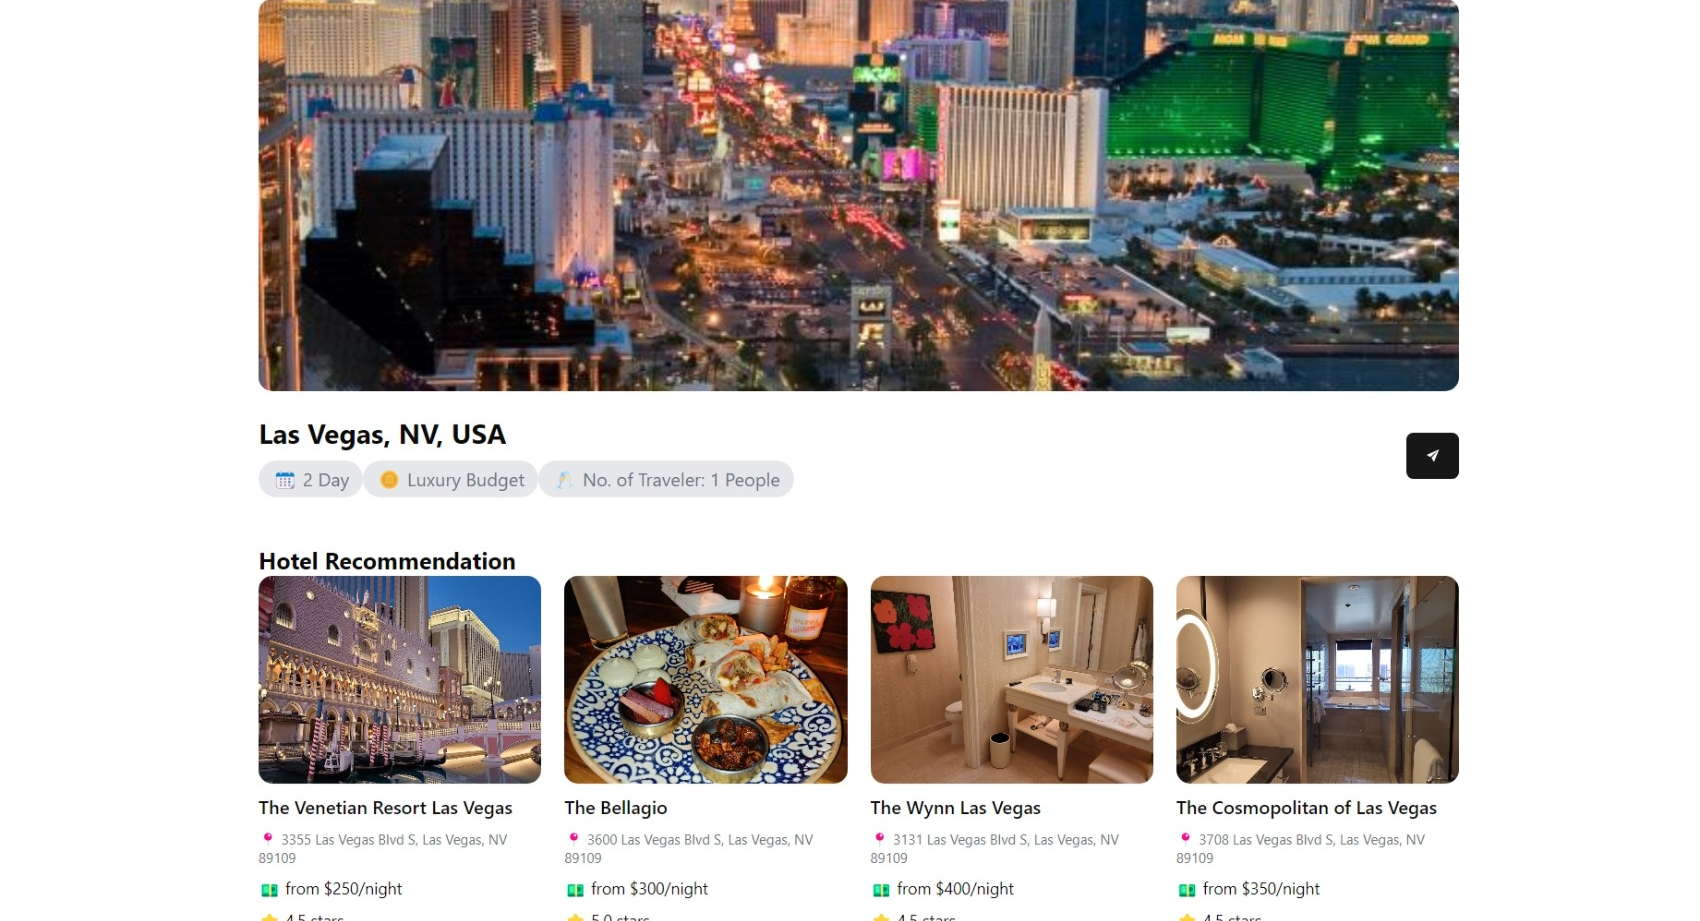 MGM GRAND
Las Vegas, NV, USA
2 Day
Luxury Budget
No. of Traveler: 1 People
Hotel Recommendation
The Venetian Resort Las Vegas
3355 Las Vegas Blvd S, Las Vegas, NV
89109
from $250/night
4.5 stars
The Bellagio
3600 Las Vegas Blvd S, Las Vegas, NV
89109
from $300/night
5.0 stars
The Wynn Las Vegas
3131 Las Vegas Blvd S, Las Vegas, NV
89109
from $400/night
4.5 stars
The Cosmopolitan of Las Vegas
3708 Las Vegas Blvd S, Las Vegas, NV
89109
from $350/night
4.5 stars